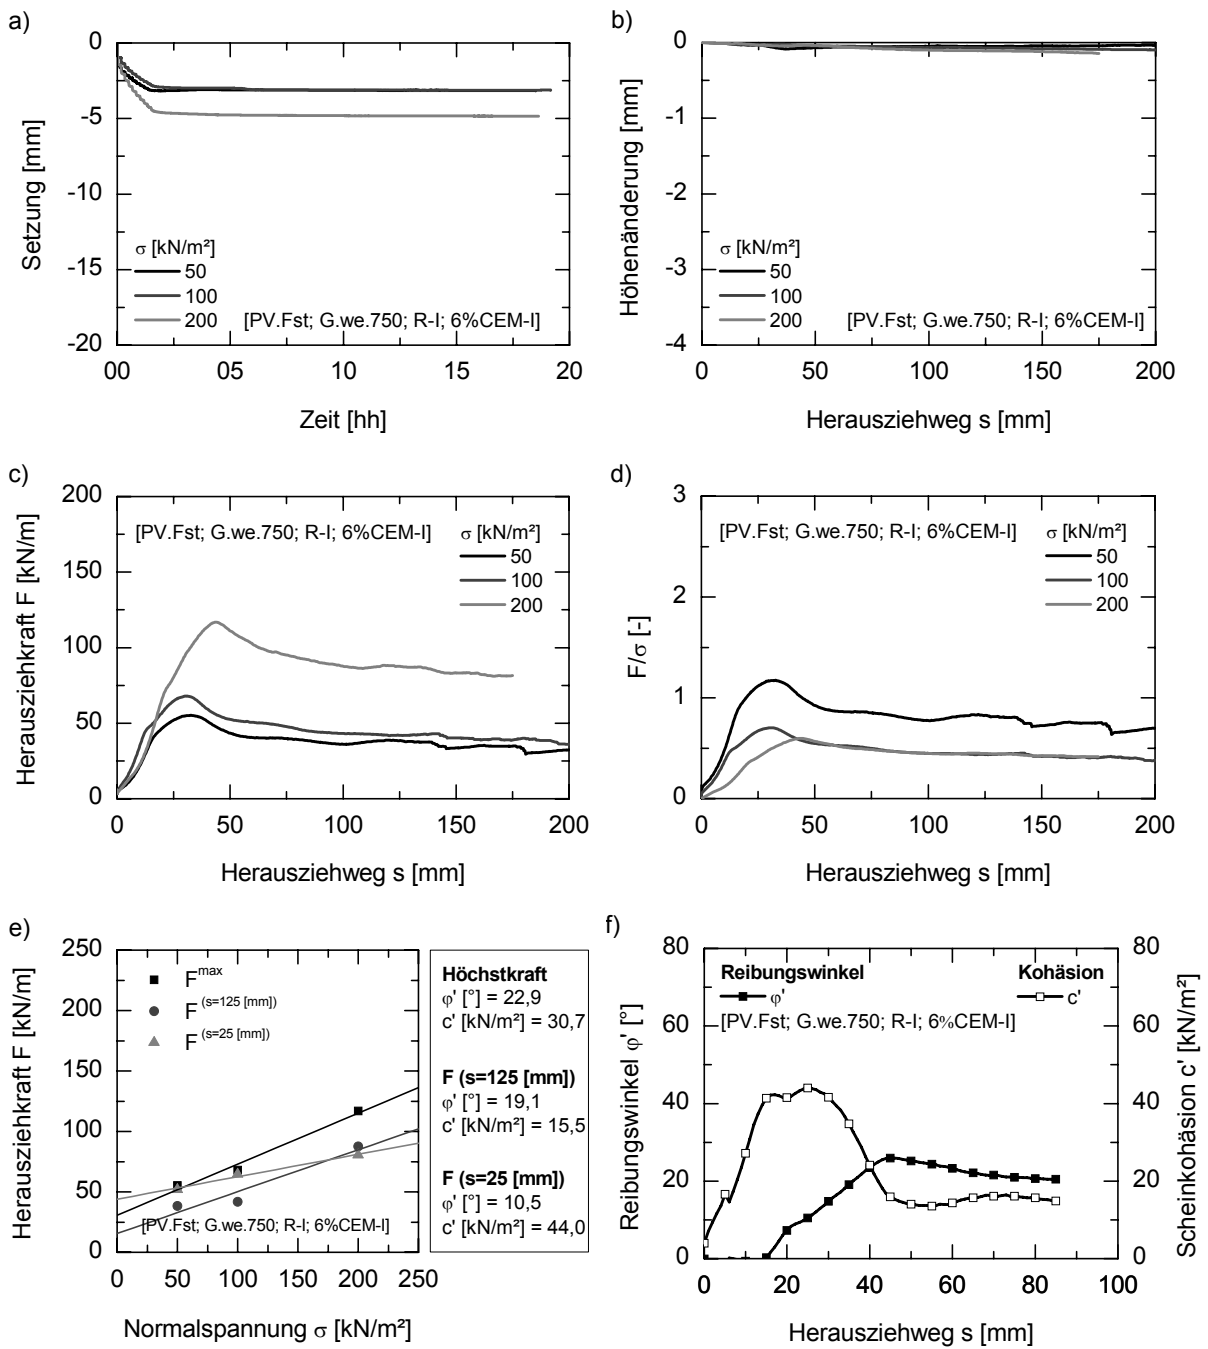 a)
0
-5
-10
-15
-20
Setzung [mm]
σ [kN/m²]
50
100
200
[PV.Fst; G.we.750; R-I; 6%CEM-I]
00 05 10 15 20
Zeit [hh]
b)
0
-1
-2
-3
-4
Höhenänderung [mm]
σ [kN/m²]
50
100
200
[PV.Fst; G.we.750; R-I; 6%CEM-I]
0 50 100 150 200
Herausziehweg s [mm]
c)
200
150
100
50
0
Herausziehkraft F [kN/m]
[PV.Fst; G.we.750; R-I; 6%CEM-I]
σ [kN/m²]
50
100
200
0 50 100 150 200
Herausziehweg s [mm]
d)
3
2
1
0
F/σ [-]
[PV.Fst; G.we.750; R-I; 6%CEM-I]
σ [kN/m²]
50
100
200
0 50 100 150 200
Herausziehweg s [mm]
e)
250
200
150
100
50
0
Herausziehkraft F [kN/m]
F max
F (s=125 [mm])
F (s=25 [mm])
[PV.Fst; G.we.750; R-I; 6%CEM-I]
0 50 100 150 200 250
Normalspannung σ [kN/m²]
Höchstkraft
φ' [°] = 22,9
c' [kN/m²] = 30,7
F (s=125 [mm])
φ' [°] = 19,1
c' [kN/m²] = 15,5
F (s=25 [mm])
φ' [°] = 10,5
c' [kN/m²] = 44,0
f)
80
60
40
20
0
Reibungswinkel φ' [°]
Reibungswinkel
φ'
Kohäsion
c'
[PV.Fst; G.we.750; R-I; 6%CEM-I]
80
60
40
20
0
Scheinkohäsion c' [kN/m²]
0 20 40 60 80 100
Herausziehweg s [mm]